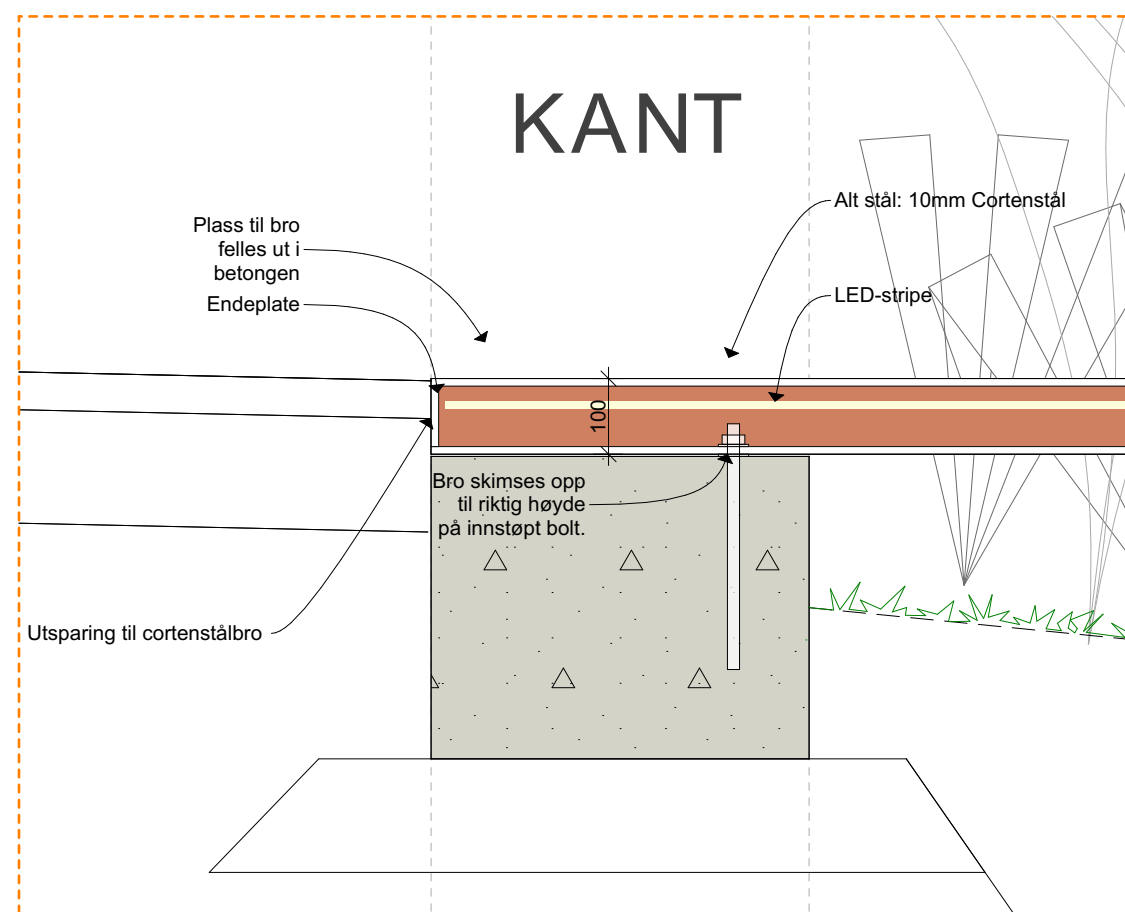 KANT
Plass til bro
felles ut i
betongen
Endeplate
Alt stål: 10mm Cortenstål
LED-stripe
100
Bro skimses opp
til riktig høyde
på innstøpt bolt.
Utsparing til cortenstålbro